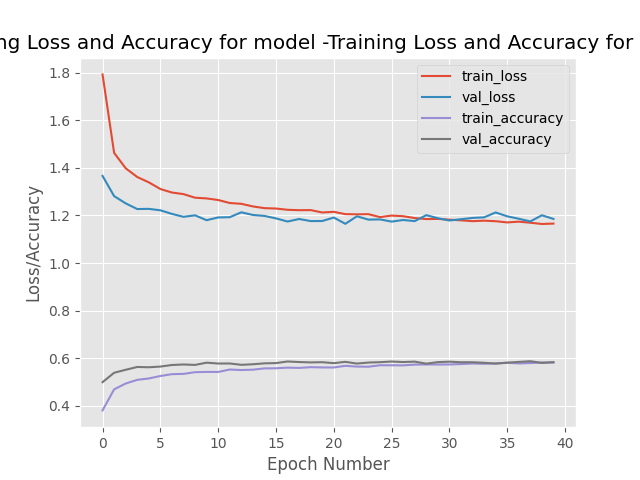 ng Loss and Accuracy for model -Training Loss and Accuracy for
train_loss
val_loss
train_accuracy
val_accuracy
Loss/Accuracy
1.8
1.6
1.4
1.2
1.0
0.8
0.6
0.4
0 5 10 15 20 25 30 35 40
Epoch Number